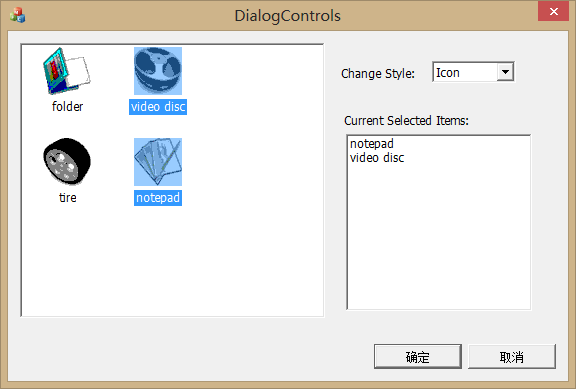 DialogControls
folder
video disc
tire
notepad
Change Style:
Icon
Current Selected Items:
notepad
video disc
确定
取消